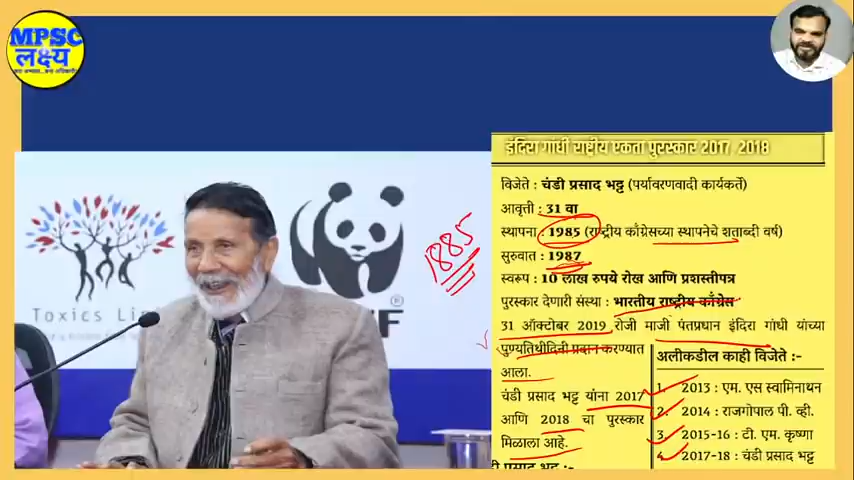 MPSC
लक्ष्य
Toxics Li
®
F
1885
इंदिरा गांधी राष्ट्रीय एकता पुरस्कार 2017, 2018
विजेते : चंडी प्रसाद भट्ट (पर्यावरणवादी कार्यकर्ते)
आवृत्ती : 31 वा
स्थापना : 1985 (राष्ट्रीय काँग्रेसच्या स्थापनेचे शताब्दी वर्ष)
सुरुवात : 1987
स्वरूप : 10 लाख रुपये रोख आणि प्रशस्तीपत्र
पुरस्कार देणारी संस्था : भारतीय राष्ट्रीय काँग्रेस
31 ऑक्टोबर 2019 रोजी माजी पंतप्रधान इंदिरा गांधी यांच्या
पुण्यतिथीदिनी प्रदान करण्यात
आला.
चंडी प्रसाद भट्ट यांना 2017
आणि 2018 चा पुरस्कार
मिळाला आहे.
अलीकडील काही विजेते :-
1. 2013 : एम. एस स्वामिनाथन
2. 2014 : राजगोपाल पी. व्ही.
3. 2015-16 : टी. एम. कृष्णा
4. 2017-18 : चंडी प्रसाद भट्ट